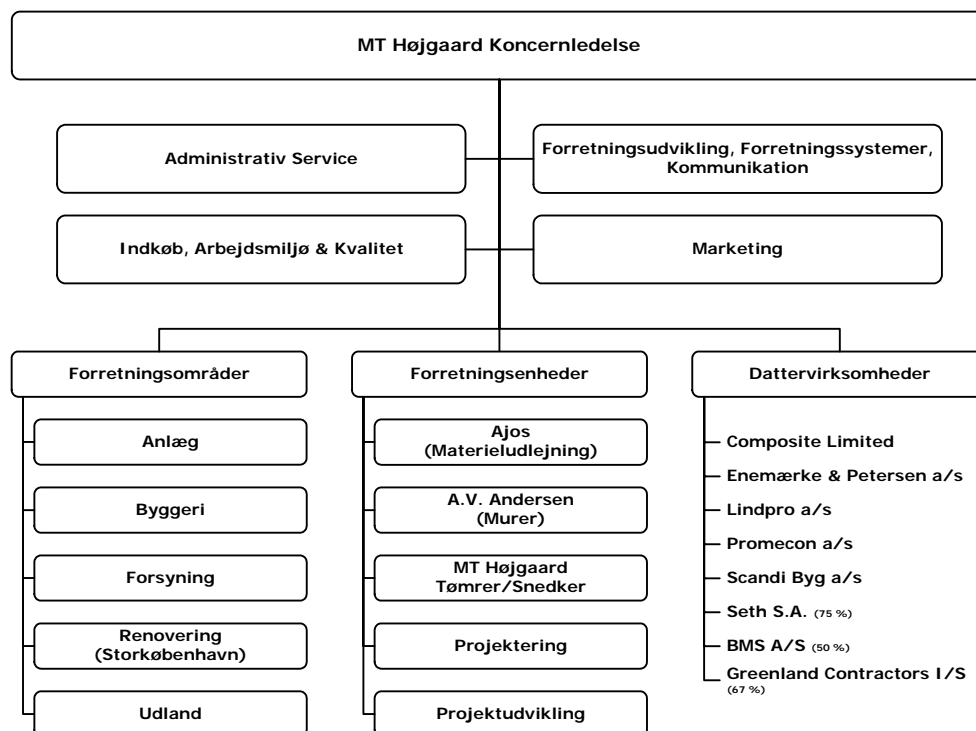 MT Højgaard Koncernledelse
Administrativ Service
Forretningsudvikling, Forretningssystemer,
Kommunikation
Indkøb, Arbejdsmiljø & Kvalitet
Marketing
Forretningsområder
Anlæg
Byggeri
Forsyning
Renovering
(Storkøbenhavn)
Udland
Forretningsenheder
Ajos
(Materieludlejning)
A.V. Andersen
(Murer)
MT Højgaard
Tømrer/Snedker
Projektering
Projektudvikling
Dattervirksomheder
Composite Limited
Enemærke & Petersen a/s
Lindpro a/s
Promecon a/s
Scandi Byg a/s
Seth S.A. (75 %)
BMS A/S (50 %)
Greenland Contractors I/S
(67 %)